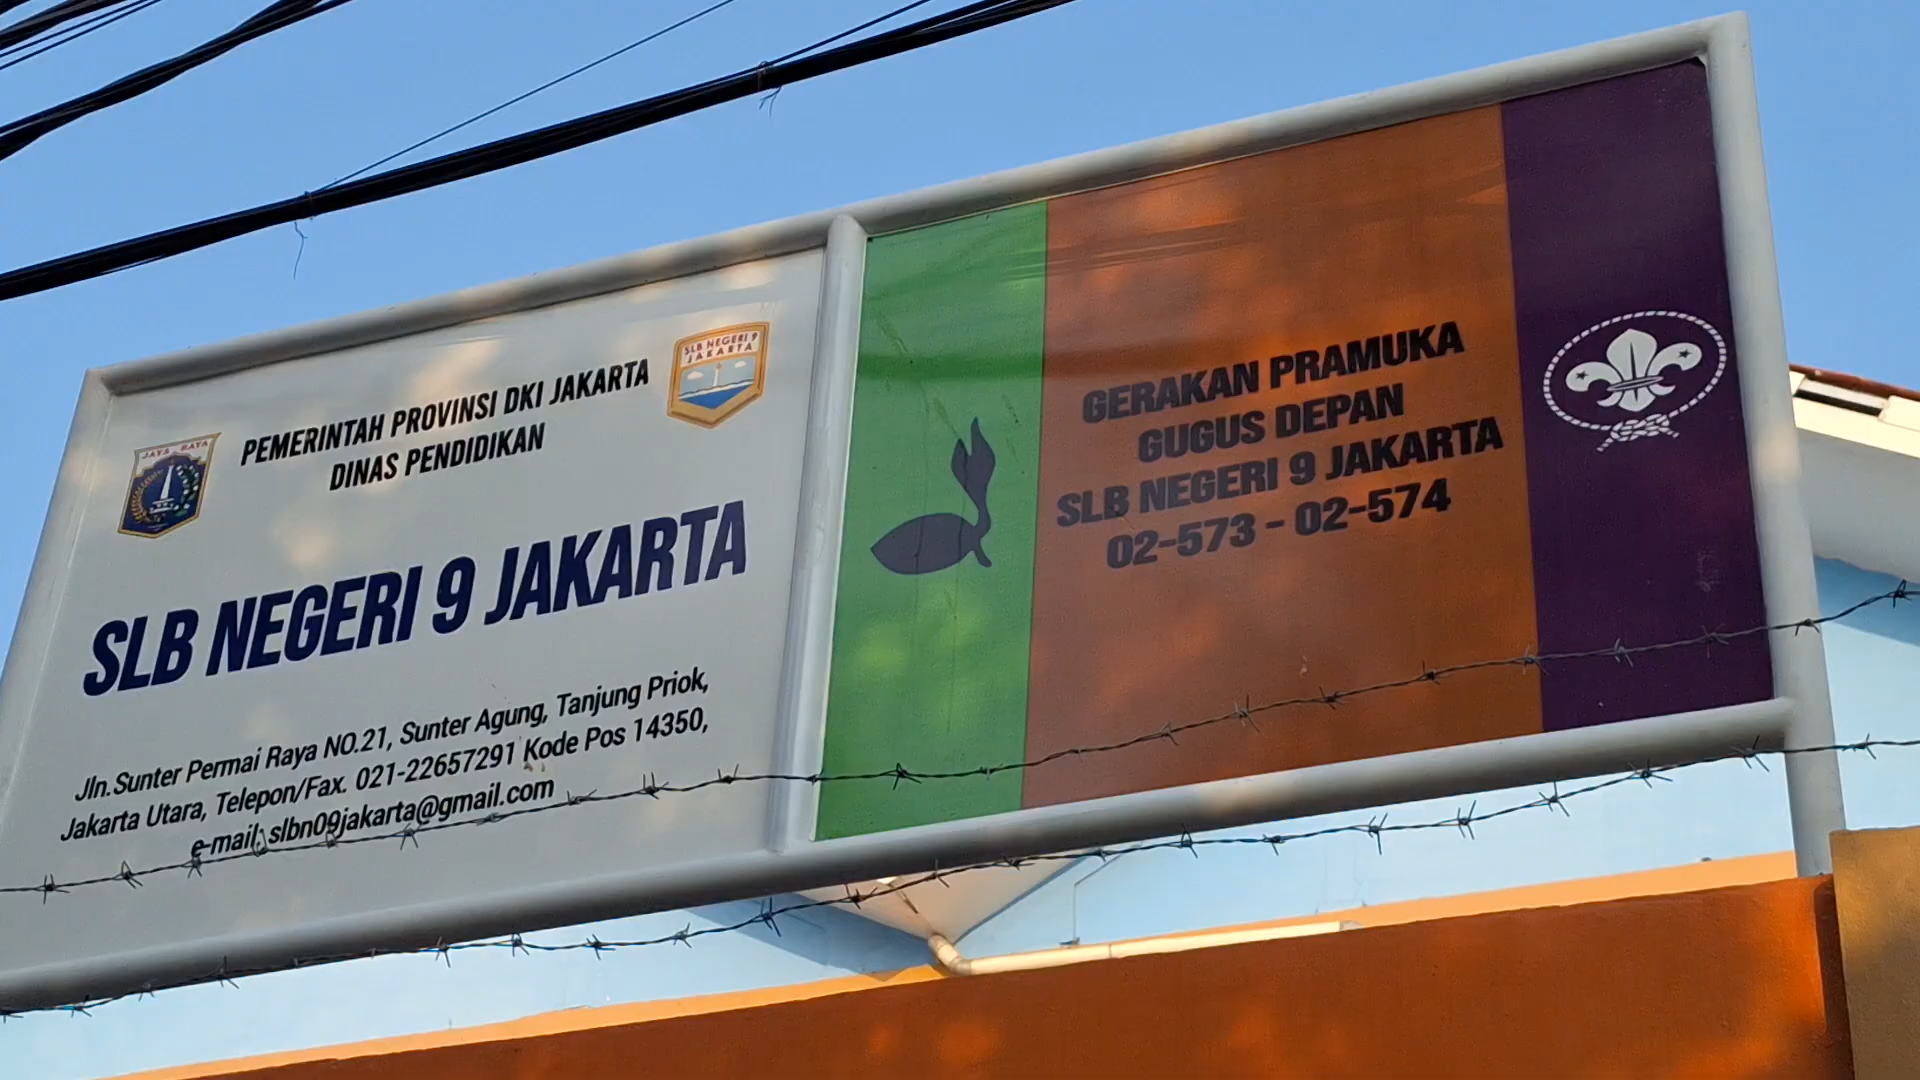 JAYA RAYA
PEMERINTAH PROVINSI DKI JAKARTA
DINAS PENDIDIKAN
SLB NEGERI 9
JAKARTA
SLB NEGERI 9 JAKARTA
Jln.Sunter Permai Raya NO.21, Sunter Agung, Tanjung Priok,
Jakarta Utara, Telepon/Fax. 021-22657291 Kode Pos 14350,
e-mail: slbn09jakarta@gmail.com
GERAKAN PRAMUKA
GUGUS DEPAN
SLB NEGERI 9 JAKARTA
02-573 - 02-574